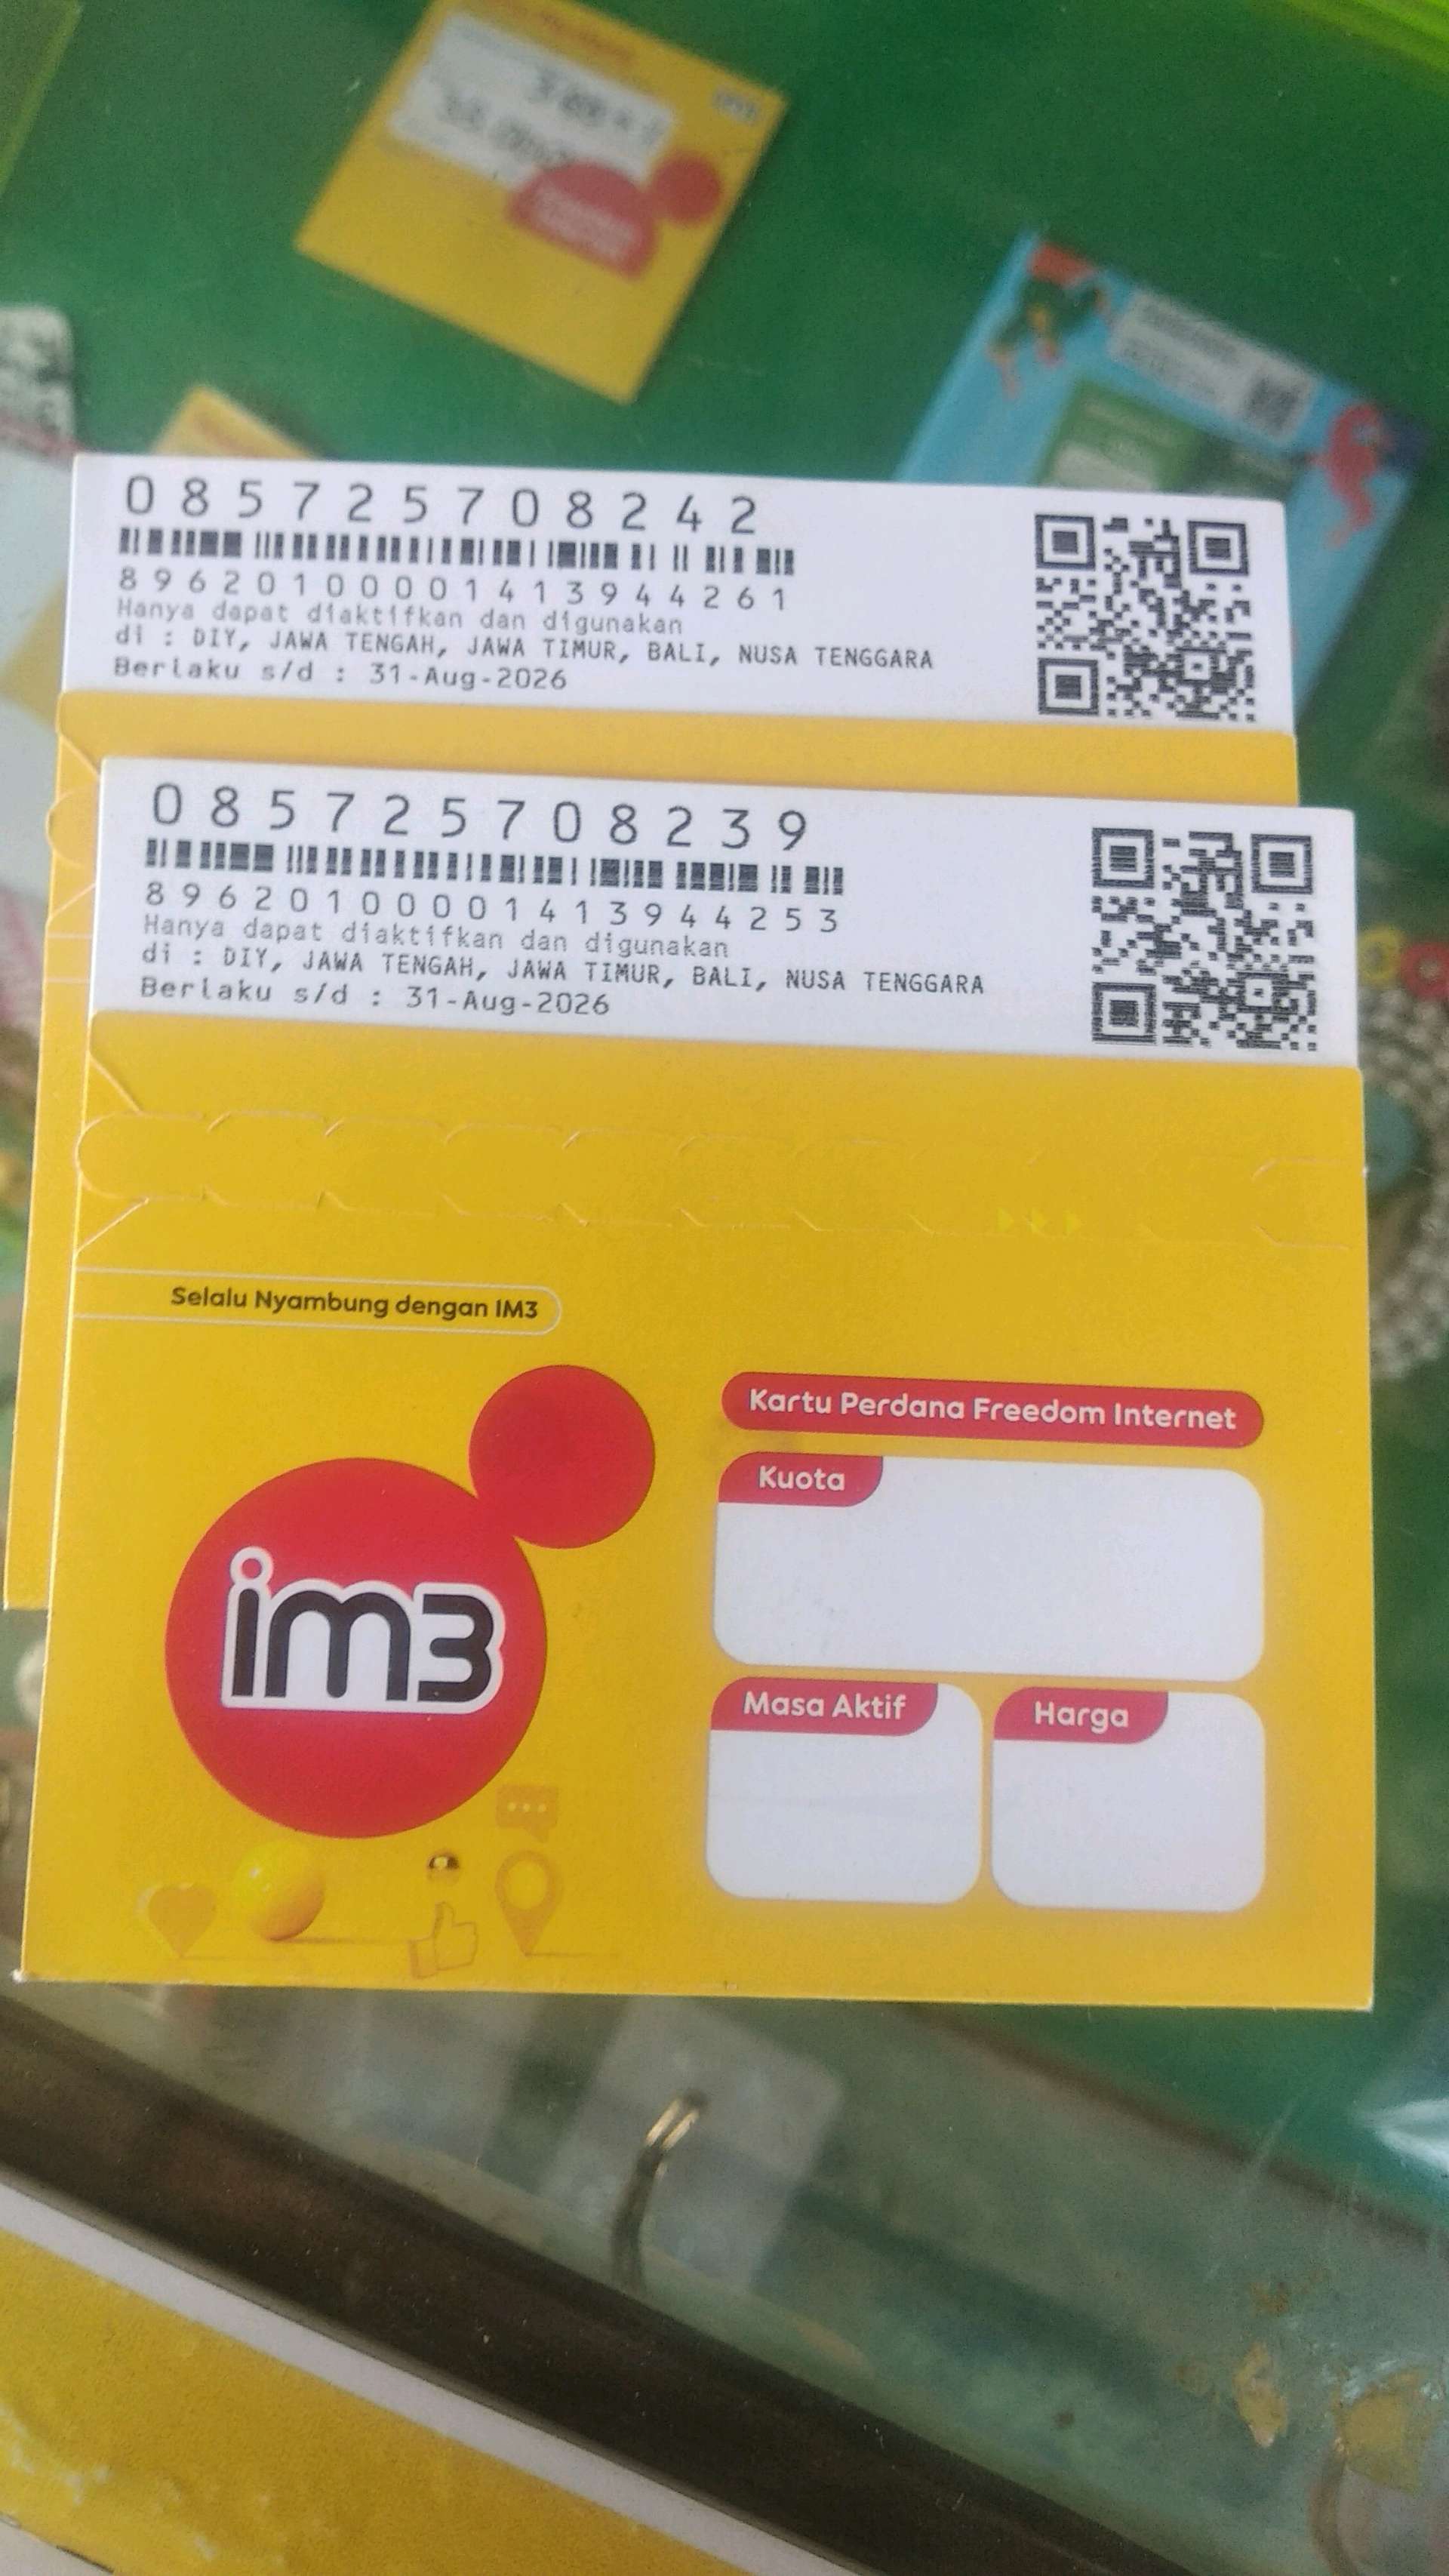 085725708242
89620100001413944261
Hanya dapat diaktifkan dan digunakan
di : DIY, JAWA TENGAH, JAWA TIMUR, BALI, NUSA TENGGARA
Berlaku s/d : 31-Aug-2026
085725708239
89620100001413944253
Hanya dapat diaktifkan dan digunakan
di : DIY, JAWA TENGAH, JAWA TIMUR, BALI, NUSA TENGGARA
Berlaku s/d : 31-Aug-2026
Selalu Nyambung dengan IM3
im3
Kartu Perdana Freedom Internet
Kuota
Masa Aktif
Harga